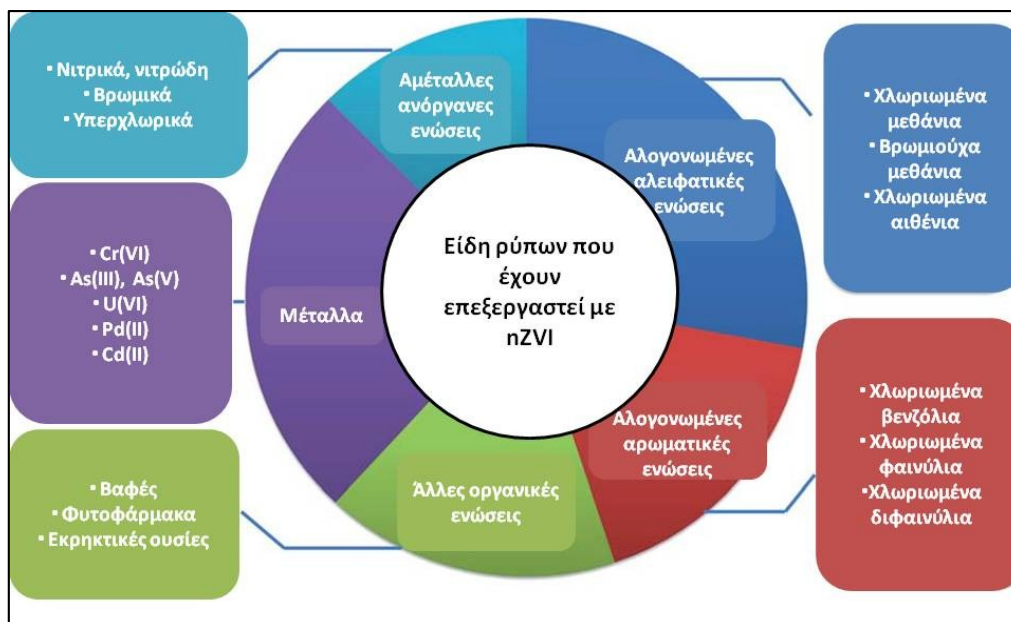 ▪ Νιτρικά, νιτρώδη
▪ Βρωμικά
▪ Υπερχλωρικά
▪ Cr(VI)
▪ As(III), As(V)
▪ U(VI)
▪ Pd(II)
▪ Cd(II)
▪ Βαφές
▪ Φυτοφάρμακα
▪ Εκρηκτικές ουσίες
Αμέταλλες
ανόργανες
ενώσεις
Μέταλλα
Άλλες οργανικές
ενώσεις
Είδη ρύπων που
έχουν
επεξεργαστεί με
nZVI
Αλογονωμένες
αλειφατικές
ενώσεις
Αλογονωμένες
αρωματικές
ενώσεις
▪ Χλωριωμένα
μεθάνια
▪ Βρωμιούχα
μεθάνια
▪ Χλωριωμένα
αιθένια
▪ Χλωριωμένα
βενζόλια
▪ Χλωριωμένα
φαινύλια
▪Χλωριωμένα
διφαινύλια